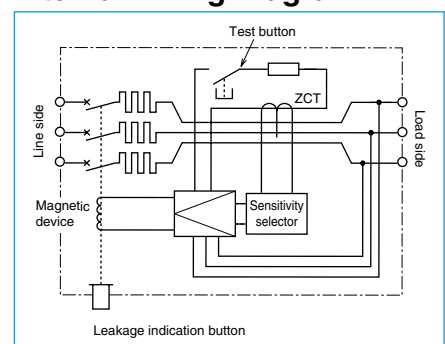 Test button
ZCT
Line side
Load side
Magnetic
device
Sensitivity
selector
Leakage indication button